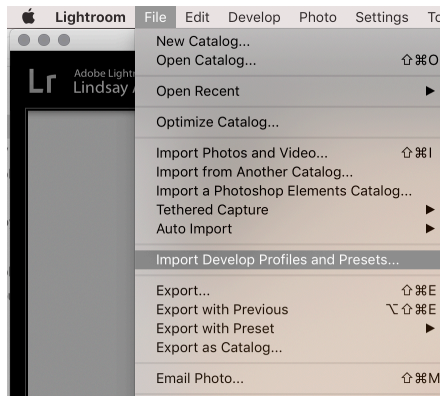 Lightroom File Edit Develop Photo Settings To
Lr Adobe Lightr
Lindsay A
New Catalog...
Open Catalog... ⇧⌘O
Open Recent ▶
Optimize Catalog...
Import Photos and Video... ⇧⌘I
Import from Another Catalog...
Import a Photoshop Elements Catalog...
Tethered Capture ▶
Auto Import ▶
Import Develop Profiles and Presets...
Export... ⇧⌘E
Export with Previous ⌥⇧⌘E
Export with Preset ▶
Export as Catalog...
Email Photo... ⇧⌘M